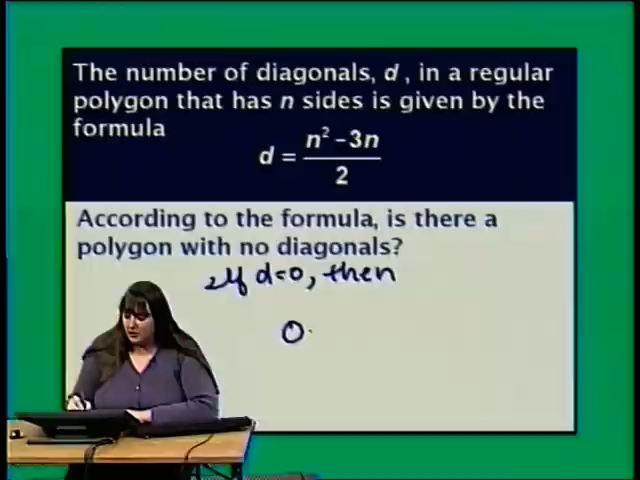 The number of diagonals, d, in a regular
polygon that has n sides is given by the
formula
d = (n² - 3n) / 2
According to the formula, is there a
polygon with no diagonals?
If d=0, then
0